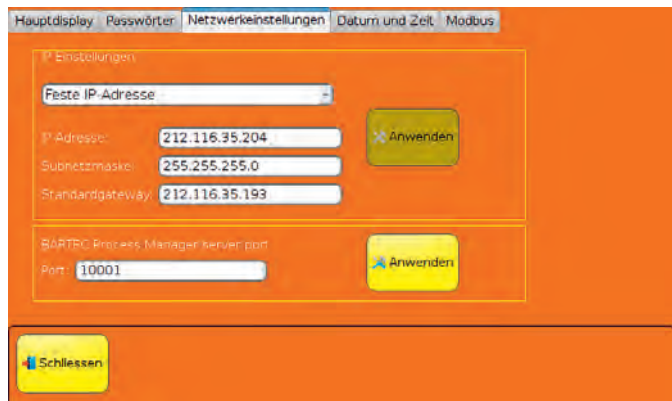 Hauptdisplay Passwörter Netzwerkeinstellungen Datum und Zeit Modbus
IP Einstellungen
Feste IP-Adresse
IP-Adresse: 212.116.35.204
Anwenden
Subnetzmaske: 255.255.255.0
Standardgateway: 212.116.35.193
BARTEC Process Manager server port
Port: 10001
Anwenden
Schliessen